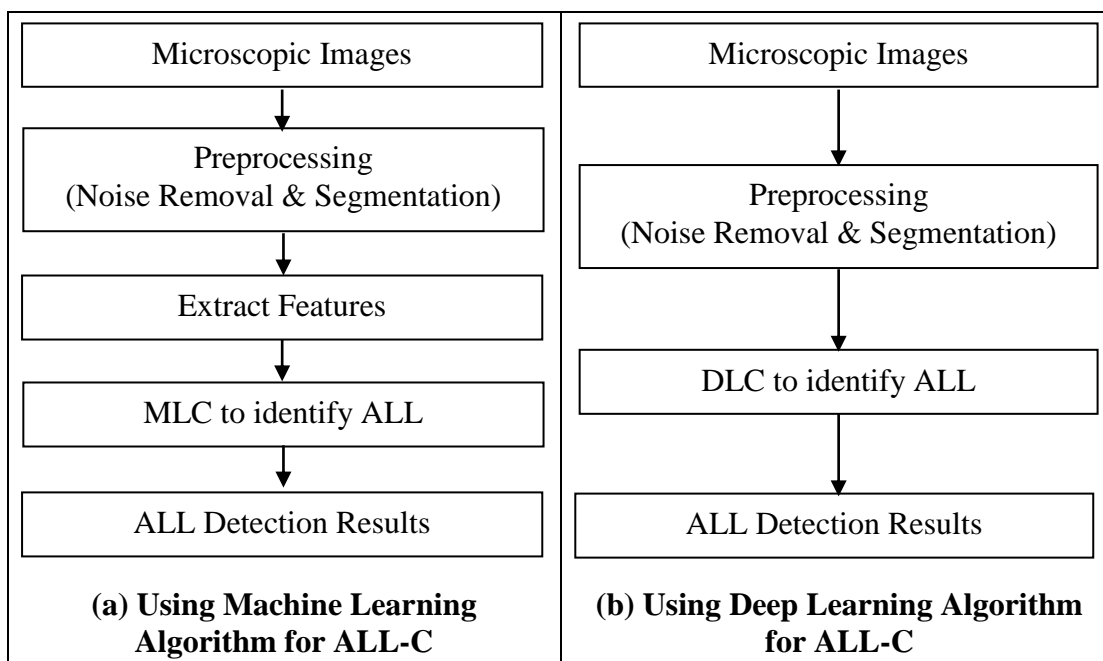 Microscopic Images
Preprocessing
(Noise Removal & Segmentation)
Extract Features
MLC to identify ALL
ALL Detection Results
(a) Using Machine Learning
Algorithm for ALL-C
Microscopic Images
Preprocessing
(Noise Removal & Segmentation)
DLC to identify ALL
ALL Detection Results
(b) Using Deep Learning Algorithm
for ALL-C